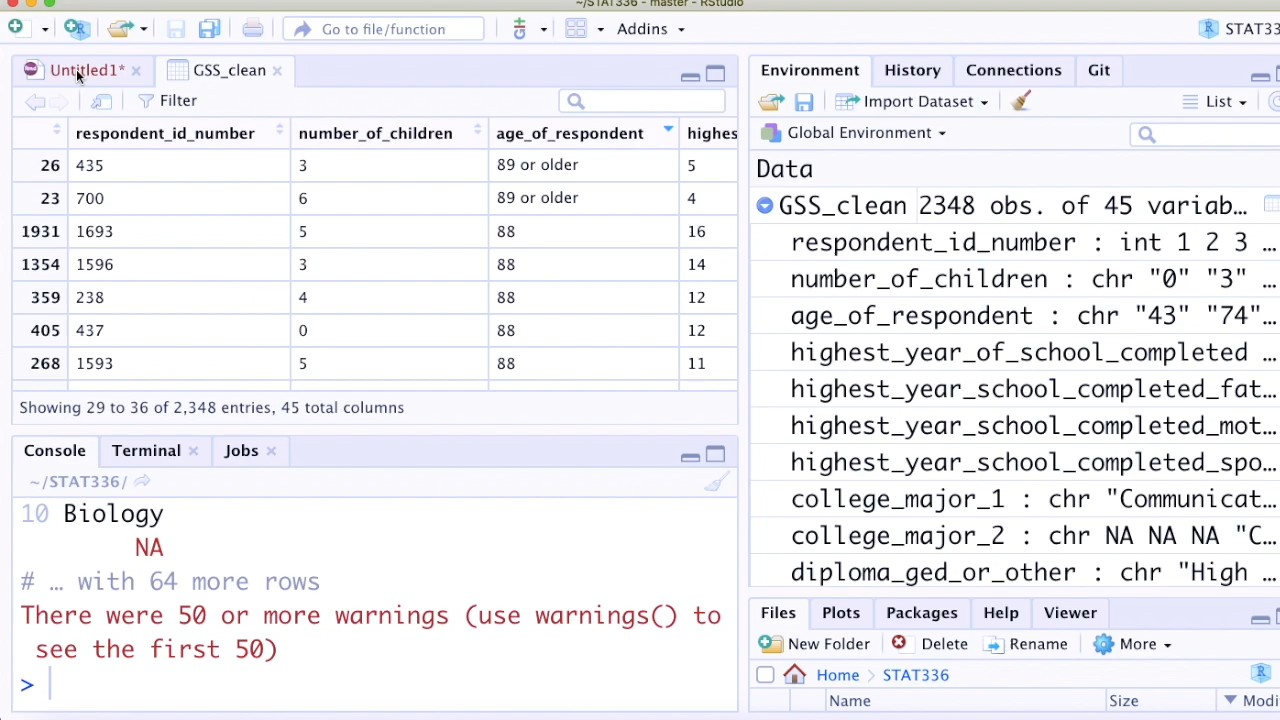 ~/STAT336 - master - RStudio
Go to file/function
Addins
STAT33
Untitled1*
GSS_clean
Filter
respondent_id_number number_of_children age_of_respondent highes
26 435 3 89 or older 5
23 700 6 89 or older 4
1931 1693 5 88 16
1354 1596 3 88 14
359 238 4 88 12
405 437 0 88 12
268 1593 5 88 11
Showing 29 to 36 of 2,348 entries, 45 total columns
Console Terminal Jobs
~/STAT336/
10 Biology
NA
# … with 64 more rows
There were 50 or more warnings (use warnings() to
see the first 50)
>
Environment History Connections Git
Import Dataset List
Global Environment
Data
GSS_clean 2348 obs. of 45 variab…
respondent_id_number : int 1 2 3 …
number_of_children : chr "0" "3" …
age_of_respondent : chr "43" "74"…
highest_year_of_school_completed …
highest_year_school_completed_fat…
highest_year_school_completed_mot…
highest_year_school_completed_spo…
college_major_1 : chr "Communicat…
college_major_2 : chr NA NA NA "C…
diploma_ged_or_other : chr "High …
Files Plots Packages Help Viewer
New Folder Delete Rename More
Home STAT336
Name Size Modi